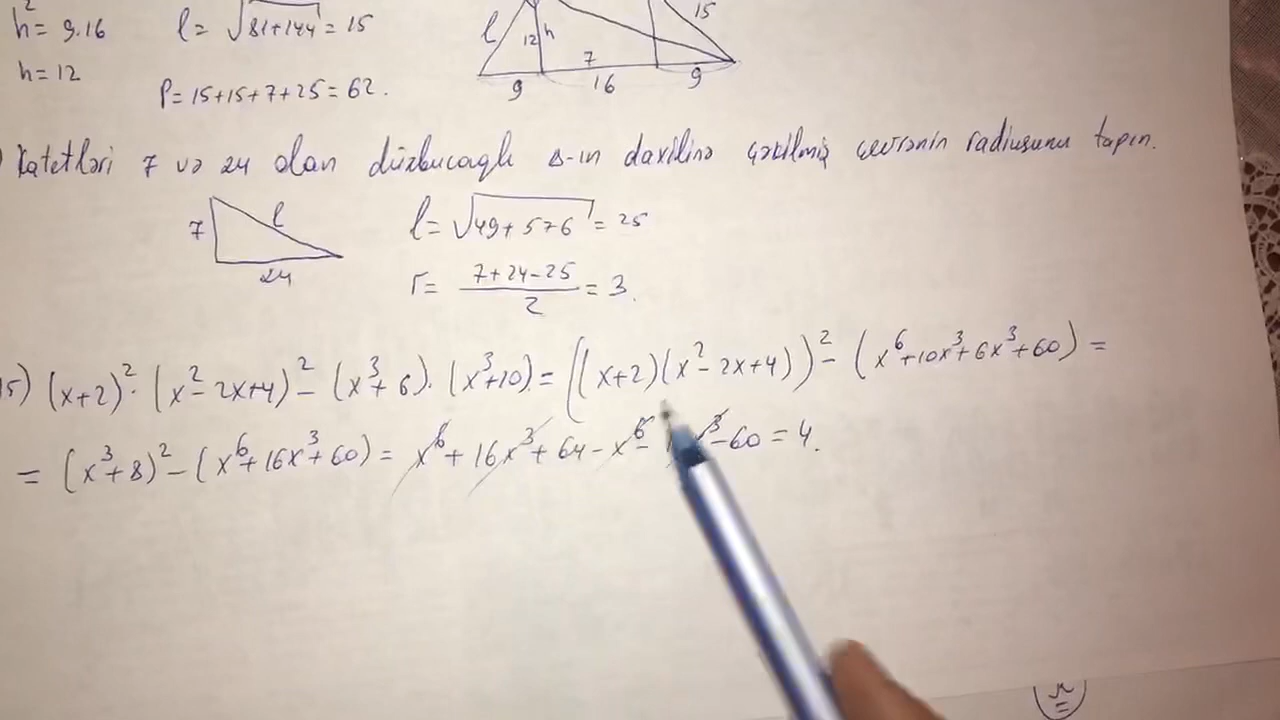 h² = 9.16
l = √81+144 = 15
h = 12
P = 15+15+7+25 = 62.
l 12 h 7 15
9 16 9
) Katetləri 7 və 24 olan düzbucaqlı Δ-ın daxilinə çəkilmiş çevrənin radiusunu tapın.
7 l
24
l = √49+576 = 25
r = (7+24-25)/2 = 3.
15) (x+2)²·(x²-2x+4)² - (x³+6)·(x³+10) = ((x+2)(x²-2x+4))² - (x⁶+10x³+6x³+60) =
= (x³+8)² - (x⁶+16x³+60) = x⁶+16x³+64-x⁶- x³-60 = 4.